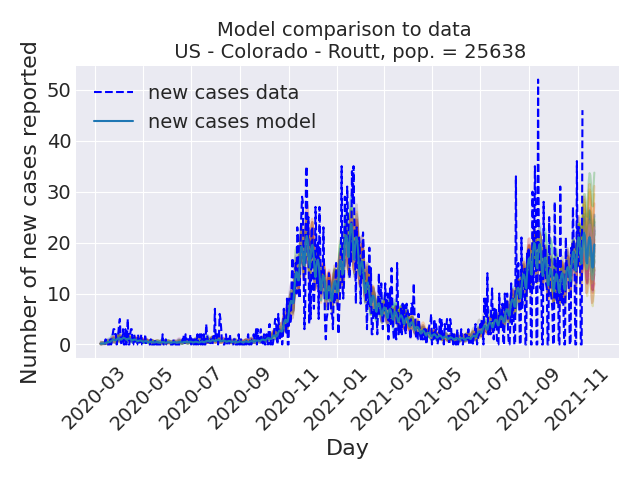 Model comparison to data
US - Colorado - Routt, pop. = 25638
Number of new cases reported
50
40
30
20
10
0
new cases data
new cases model
2020-03
2020-05
2020-07
2020-09
2020-11
2021-01
2021-03
2021-05
2021-07
2021-09
2021-11
Day